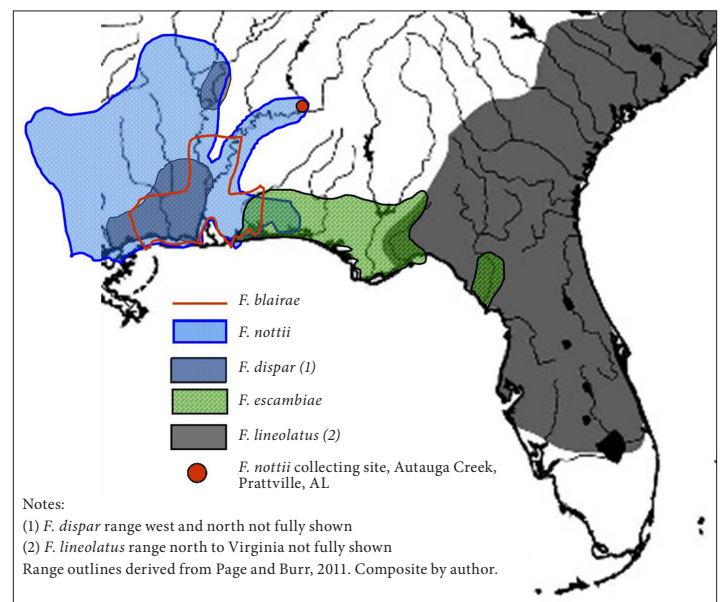 F. blairae
F. nottii
F. dispar (1)
F. escambiae
F. lineolatus (2)
F. nottii collecting site, Autauga Creek,
Prattville, AL
Notes:
(1) F. dispar range west and north not fully shown
(2) F. lineolatus range north to Virginia not fully shown
Range outlines derived from Page and Burr, 2011. Composite by author.